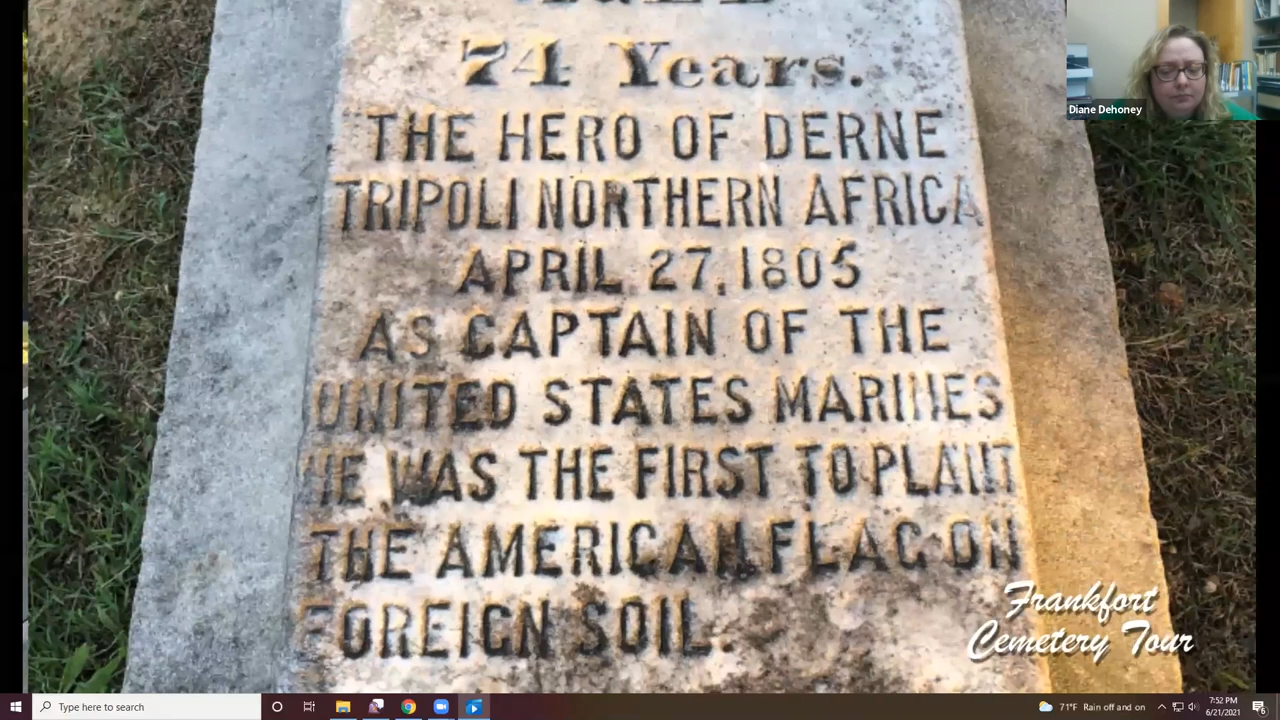 74 Years.
THE HERO OF DERNE
TRIPOLI NORTHERN AFRICA
APRIL 27, 1805
AS CAPTAIN OF THE
UNITED STATES MARINES
HE WAS THE FIRST TO PLANT
THE AMERICAN FLAG ON
FOREIGN SOIL.
Diane Dehoney
Frankfort
Cemetery Tour
Type here to search
71°F Rain off and on
7:52 PM
6/21/2021
6